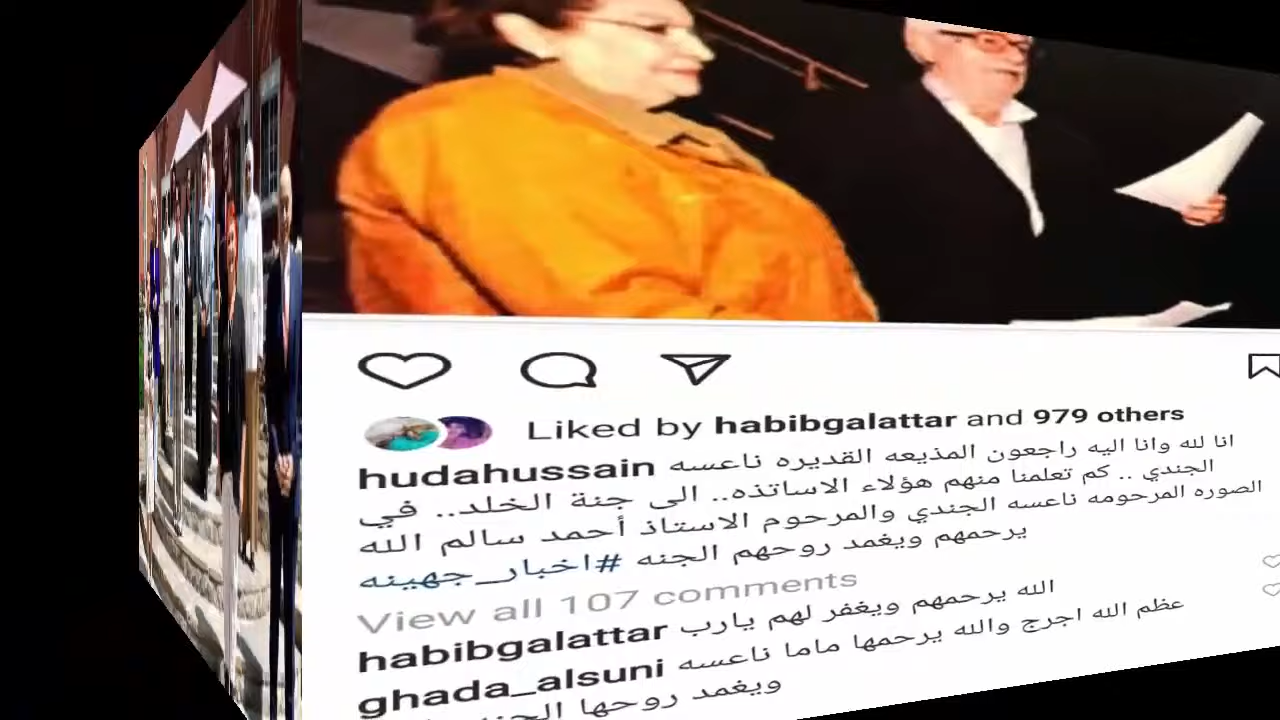 Liked by habibgalattar and 979 others
hudahussain انا لله وانا اليه راجعون المذيعه القديره ناعسه
الجندي .. كم تعلمنا منهم هؤلاء الاساتذه.. الى جنة الخلد.. في
الصوره المرحومه ناعسه الجندي والمرحوم الاستاذ أحمد سالم الله
يرحمهم ويغمد روحهم الجنه #اخبار_جهينه
View all 107 comments
habibgalattar الله يرحمهم ويغفر لهم يارب
ghada_alsuni عظم الله اجرج والله يرحمها ماما ناعسه
ويغمد روحها